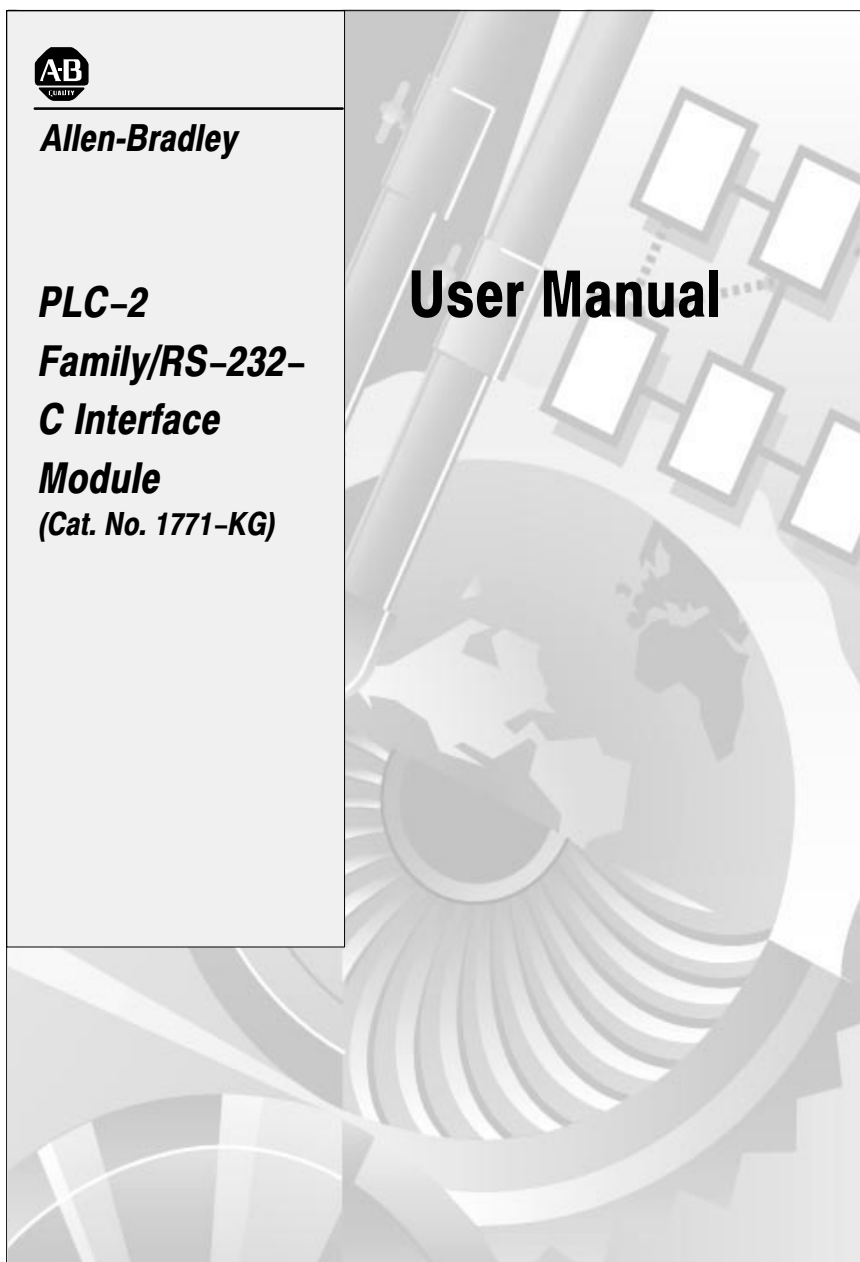 A-B
QUALITY
Allen-Bradley
PLC–2
Family/RS–232–
C Interface
Module
(Cat. No. 1771–KG)
User Manual